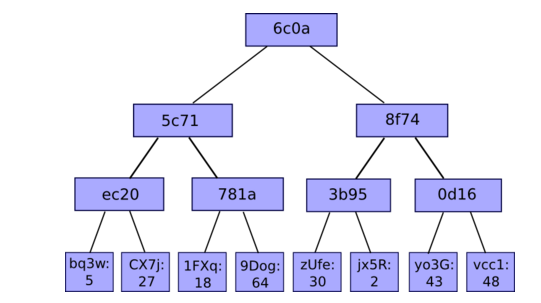 6c0a
5c71
8f74
ec20
781a
3b95
0d16
bq3w:
5
CX7j:
27
1FXq:
18
9Dog:
64
zUfe:
30
jx5R:
2
yo3G:
43
vcc1:
48